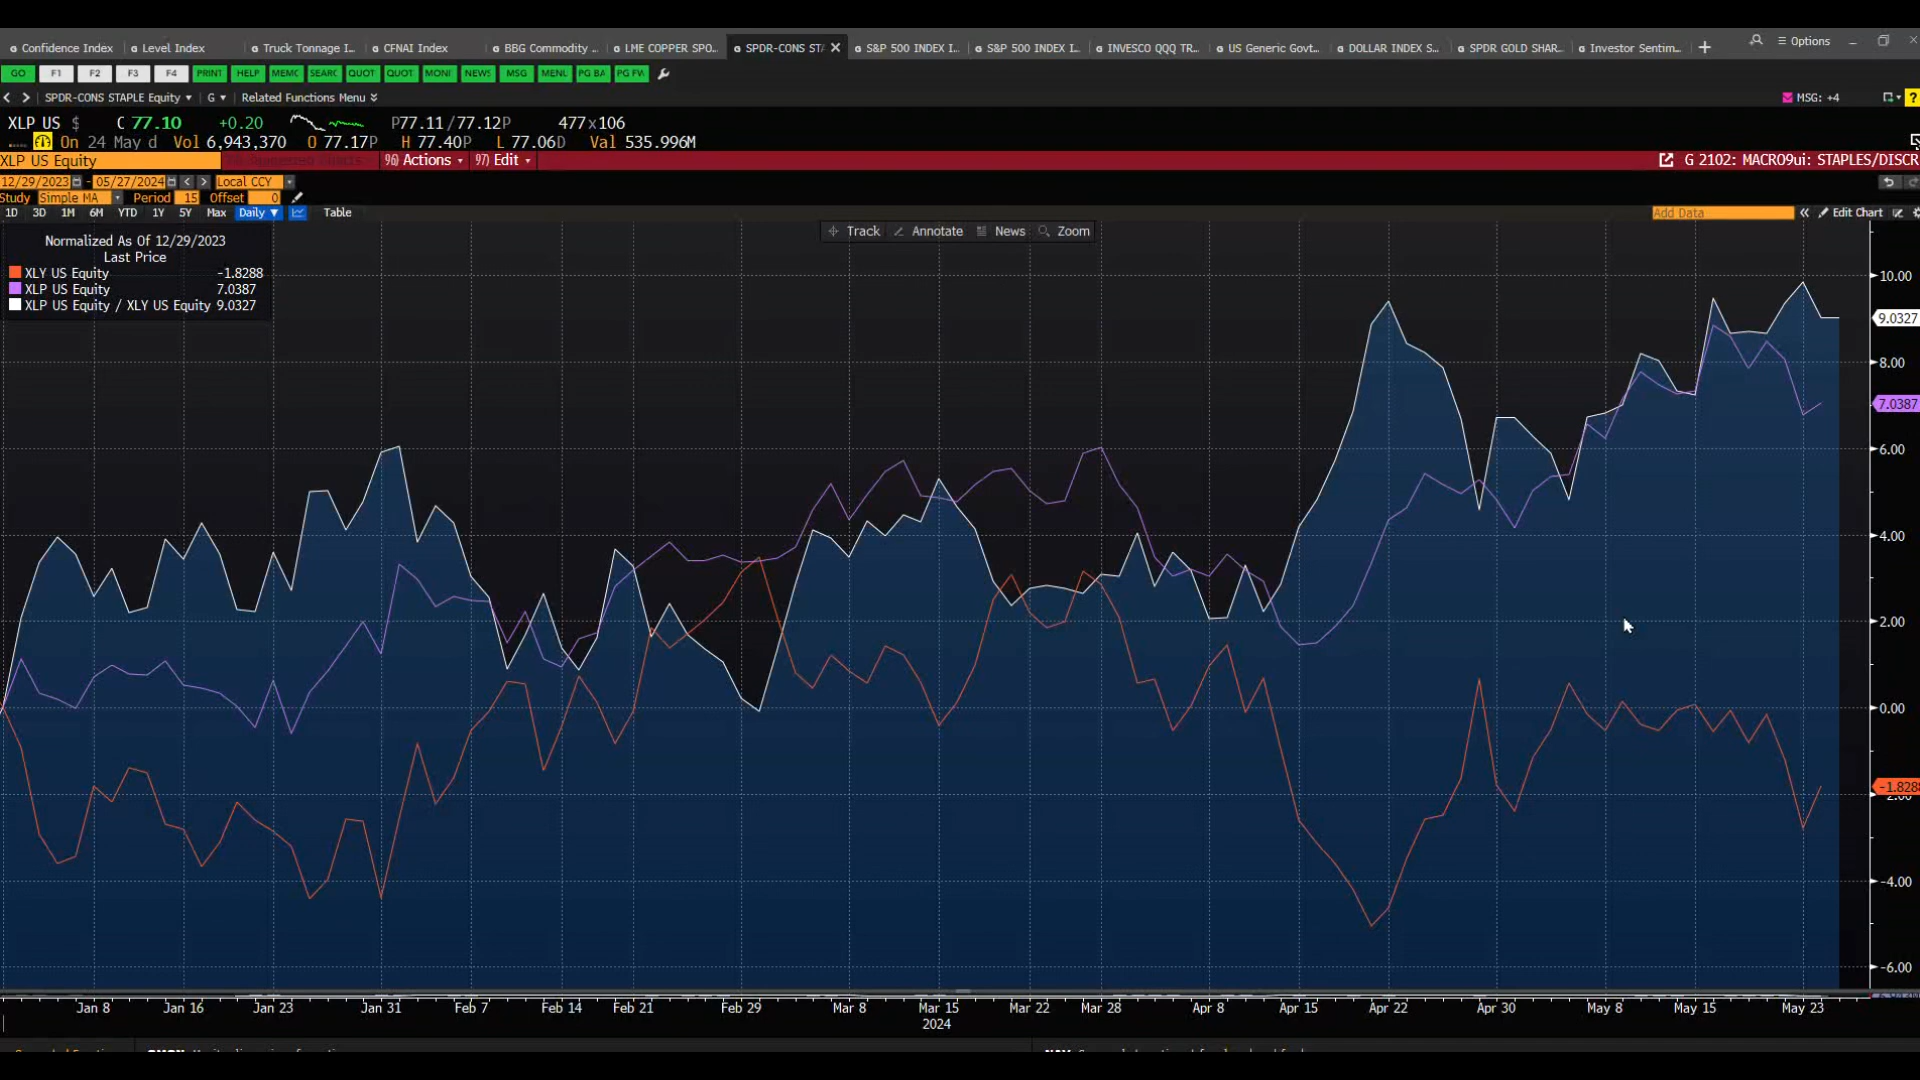 G Confidence Index G Level Index G Truck Tonnage I... G CFNAI Index G BBG Commodity ... G LME COPPER SPO... G SPDR-CONS STA G S&P 500 INDEX I... G S&P 500 INDEX I... G INVESCO QQQ TR... G US Generic Govt... G DOLLAR INDEX S... G SPDR GOLD SHAR... G Investor Sentim... Options
GO F1 F2 F3 F4 PRINT HELP MEMO SEARC QUOT QUOT MONI NEWS MSG MENU PG BA PG FW
SPDR-CONS STAPLE Equity G Related Functions Menu MSG: +4 ?
XLP US $ C 77.10 +0.20 P77.11/77.12P 477x106
On 24 May d Vol 6,943,370 O 77.17P H 77.40P L 77.06D Val 535.996M
XLP US Equity 96) Actions 97) Edit G 2102: MACRO9ui: STAPLES/DISCR
12/29/2023 - 05/27/2024 Local CCY
Study Simple MA Period 15 Offset 0
1D 3D 1M 6M YTD 1Y 5Y Max Daily Table Add Data Edit Chart
Track Annotate News Zoom
Normalized As Of 12/29/2023
Last Price
XLY US Equity -1.8288
XLP US Equity 7.0387
XLP US Equity / XLY US Equity 9.0327
10.00
9.0327
8.00
7.0387
6.00
4.00
2.00
0.00
-1.8288
-4.00
-6.00
Jan 8 Jan 16 Jan 23 Jan 31 Feb 7 Feb 14 Feb 21 Feb 29 Mar 8 Mar 15 Mar 22 Mar 28 Apr 8 Apr 15 Apr 22 Apr 30 May 8 May 15 May 23
2024